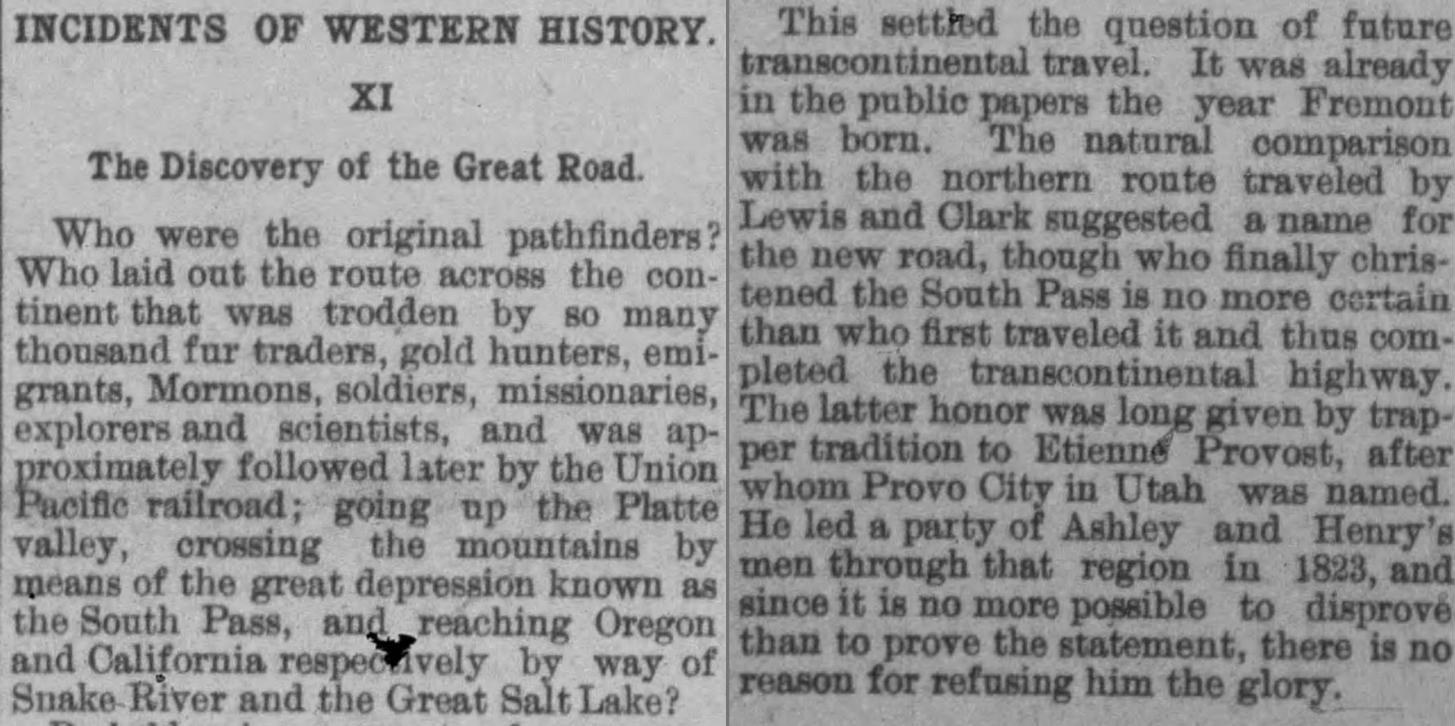 INCIDENTS OF WESTERN HISTORY.
XI
The Discovery of the Great Road.
Who were the original pathfinders?
Who laid out the route across the con-
tinent that was trodden by so many
thousand fur traders, gold hunters, emi-
grants, Mormons, soldiers, missionaries,
explorers and scientists, and was ap-
proximately followed later by the Union
Pacific railroad; going up the Platte
valley, crossing the mountains by
means of the great depression known as
the South Pass, and reaching Oregon
and California respectively by way of
Snake River and the Great Salt Lake?
This settled the question of future
transcontinental travel. It was already
in the public papers the year Fremont
was born. The natural comparison
with the northern route traveled by
Lewis and Clark suggested a name for
the new road, though who finally chris-
tened the South Pass is no more certain
than who first traveled it and thus com-
pleted the transcontinental highway.
The latter honor was long given by trap-
per tradition to Etienne Provost, after
whom Provo City in Utah was named.
He led a party of Ashley and Henry's
men through that region in 1823, and
since it is no more possible to disprove
than to prove the statement, there is no
reason for refusing him the glory.